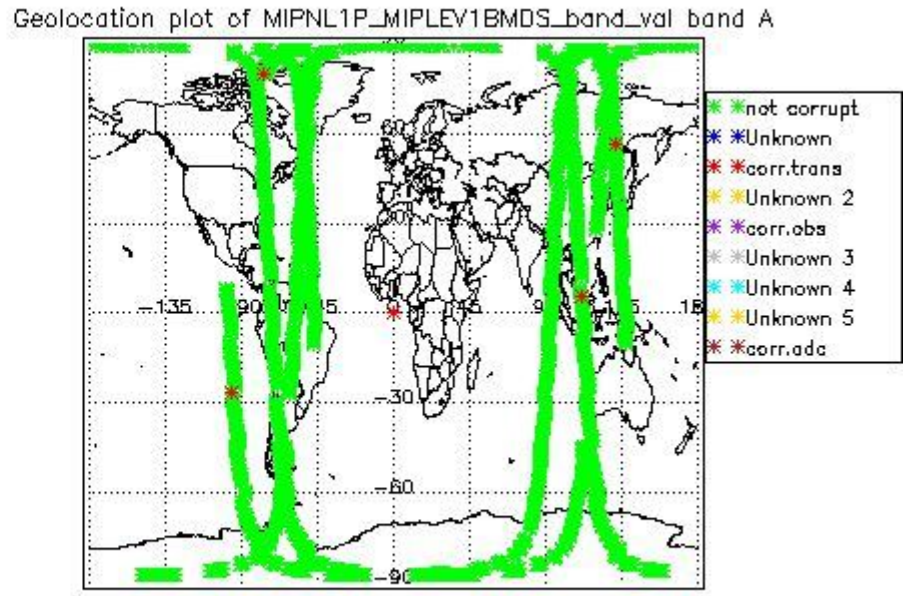 Geolocation plot of MIPNL1P_MIPLEV1BMDS_band_val band A
not corrupt
Unknown
corr.trans
Unknown 2
corr.obs
Unknown 3
Unknown 4
Unknown 5
corr.adc
60
-135
-30
-60
-90